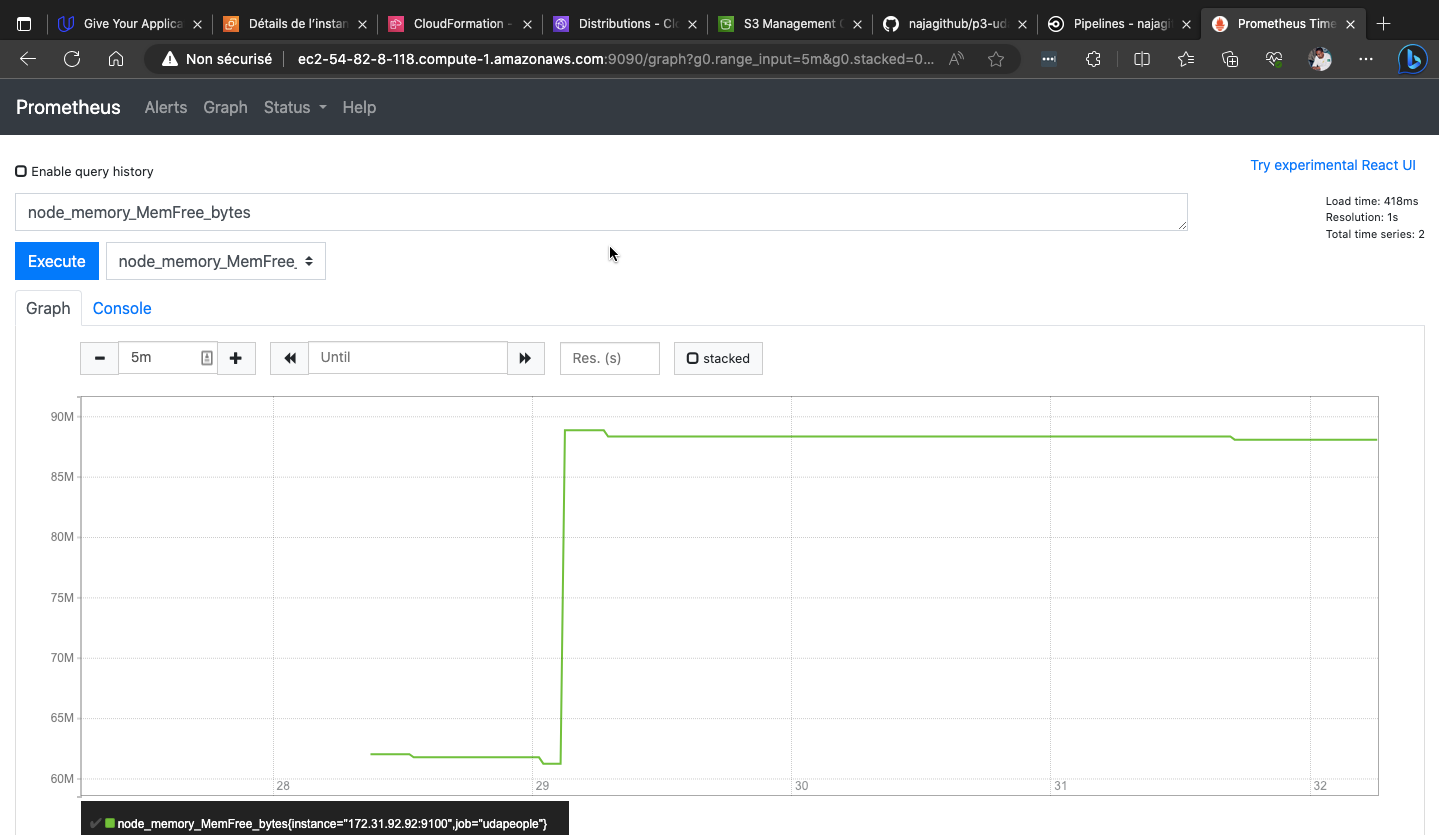 Give Your Applica
Détails de l'instan
CloudFormation -
Distributions - Cl
S3 Management C
najagithub/p3-ud
Pipelines - najagi
Prometheus Time
Non sécurisé
ec2-54-82-8-118.compute-1.amazonaws.com:9090/graph?g0.range_input=5m&g0.stacked=0...
Prometheus Alerts Graph Status Help
Enable query history
Try experimental React UI
node_memory_MemFree_bytes
Load time: 418ms
Resolution: 1s
Total time series: 2
Execute
node_memory_MemFree_
Graph Console
5m
Until
Res. (s)
stacked
90M
85M
80M
75M
70M
65M
60M
28 29 30 31 32
node_memory_MemFree_bytes{instance="172.31.92.92:9100",job="udapeople"}